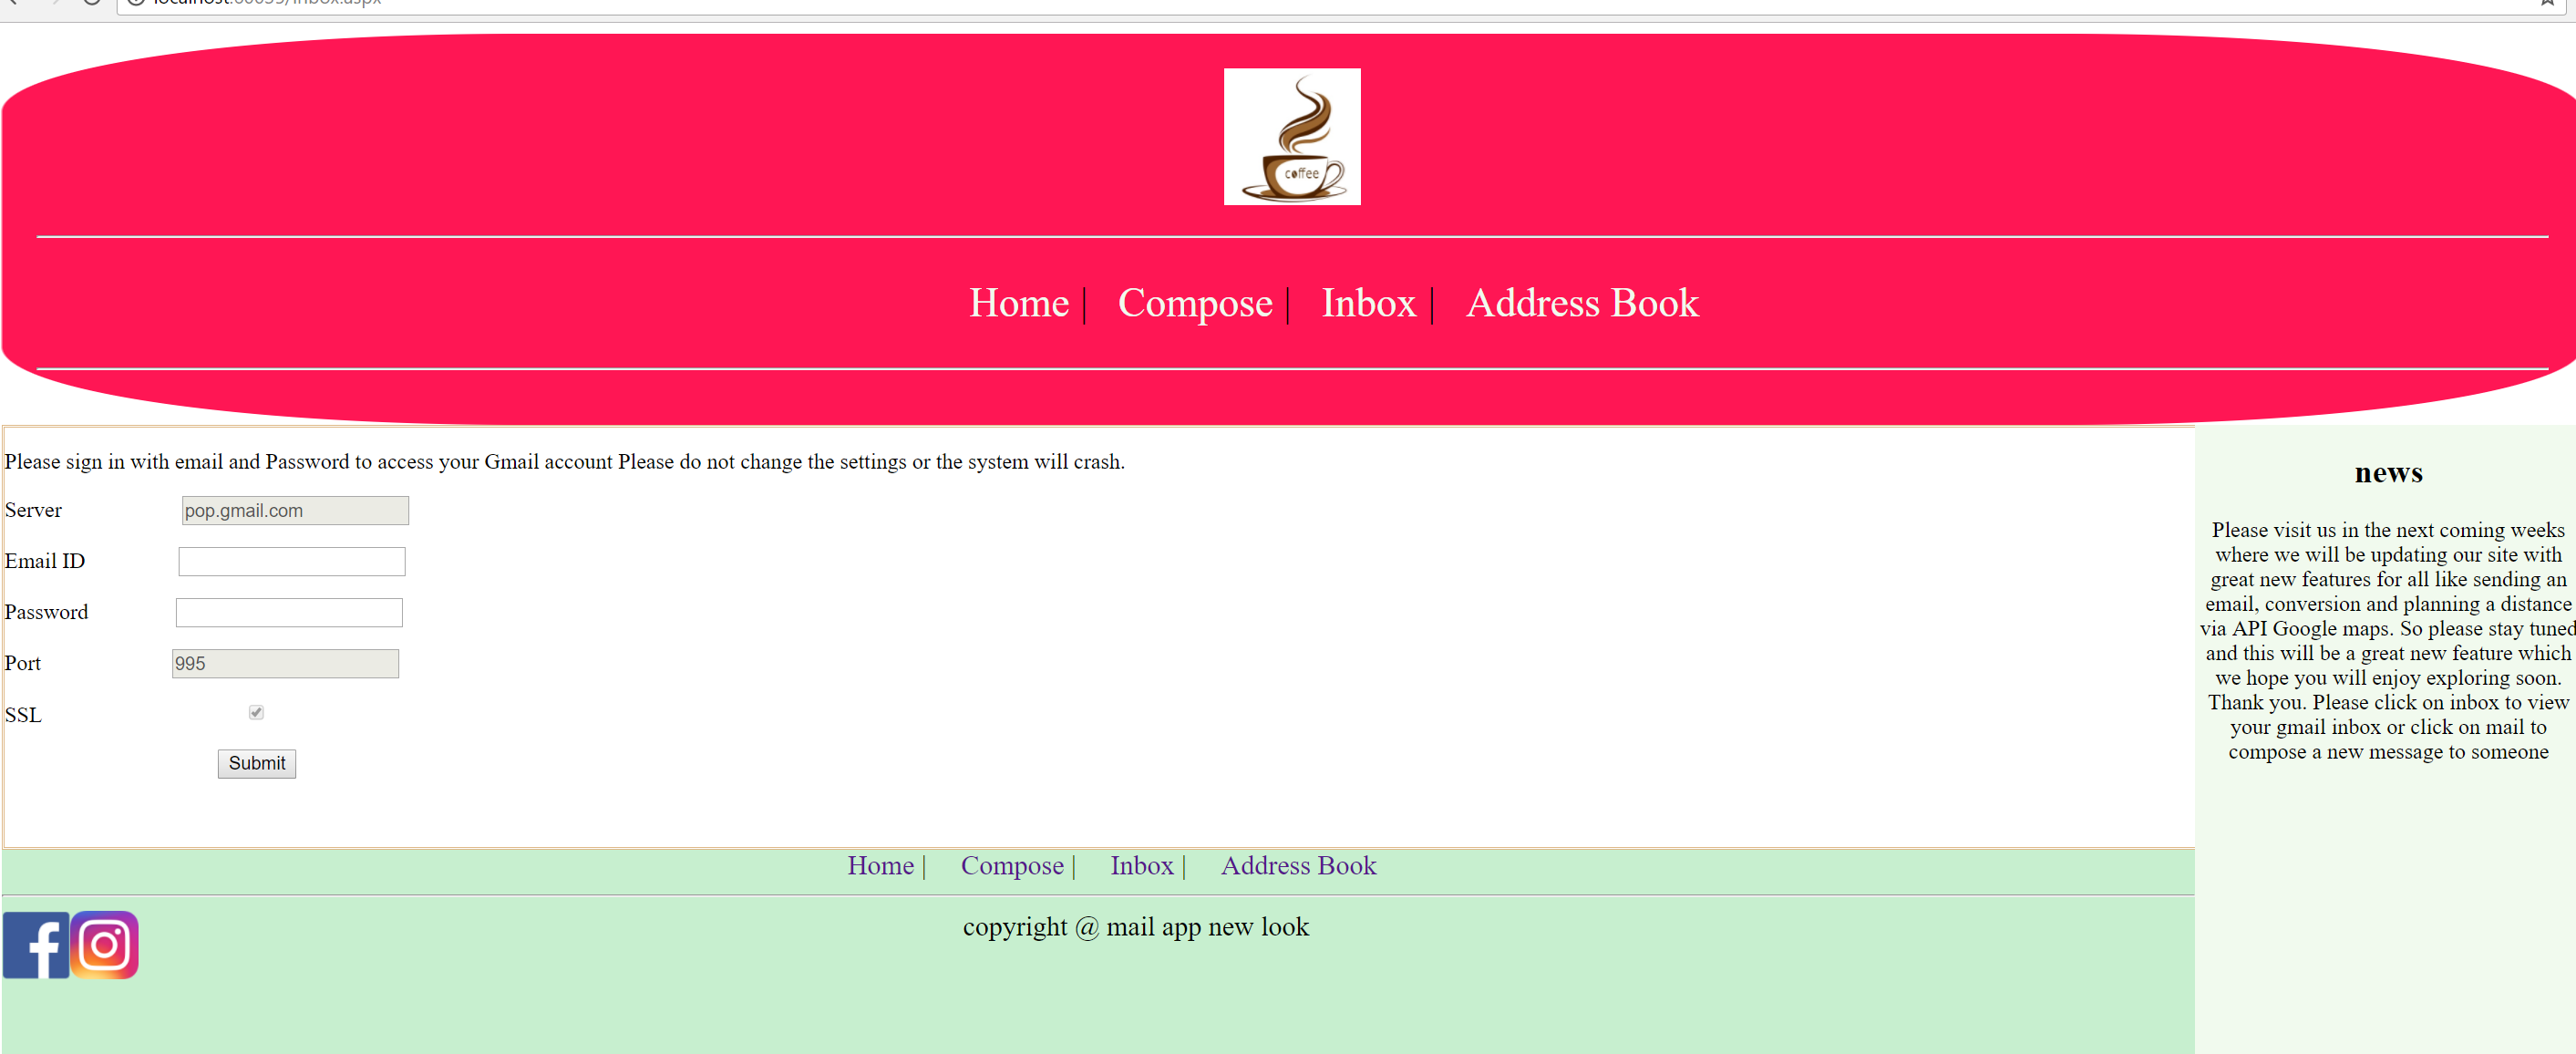 coffee
Home | Compose | Inbox | Address Book
Please sign in with email and Password to access your Gmail account Please do not change the settings or the system will crash.
Server pop.gmail.com
Email ID
Password
Port 995
SSL
Submit
news
Please visit us in the next coming weeks
where we will be updating our site with
great new features for all like sending an
email, conversion and planning a distance
via API Google maps. So please stay tuned
and this will be a great new feature which
we hope you will enjoy exploring soon.
Thank you. Please click on inbox to view
your gmail inbox or click on mail to
compose a new message to someone
Home | Compose | Inbox | Address Book
copyright @ mail app new look